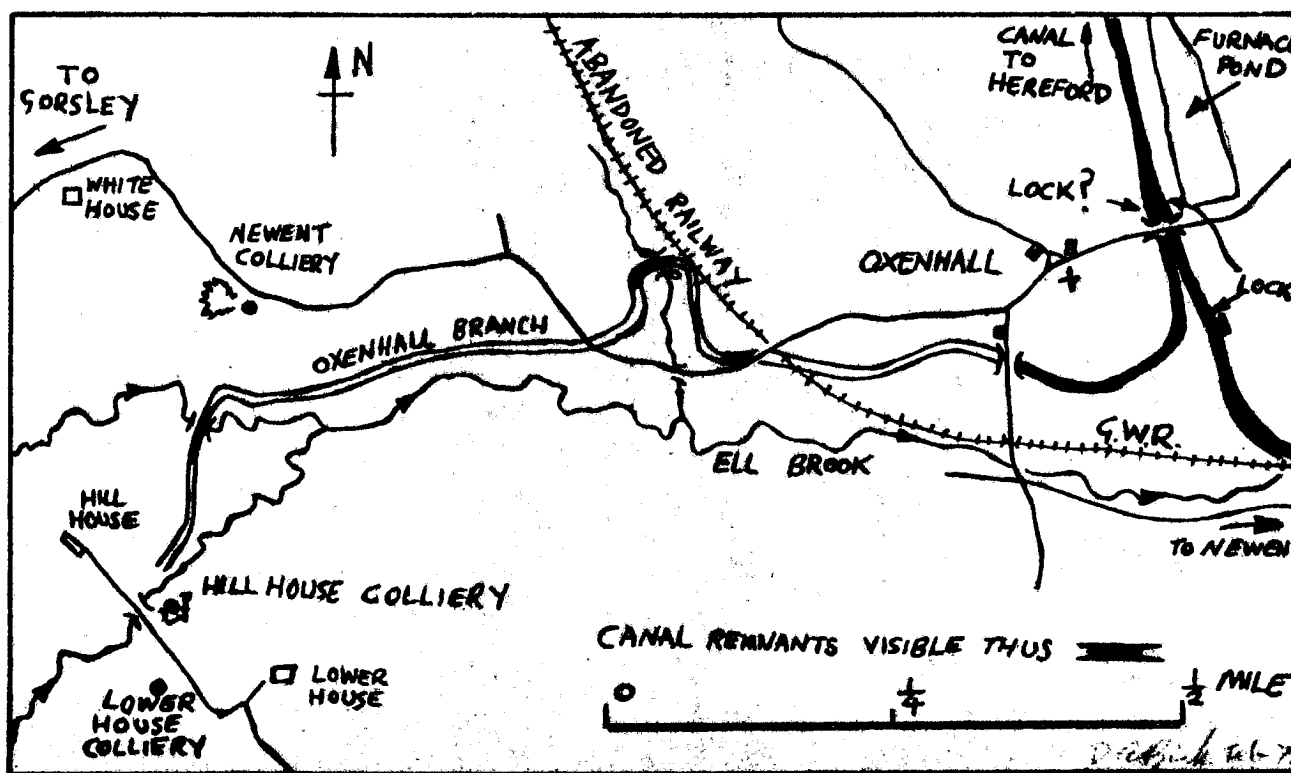 TO
GORSLEY
WHITE
HOUSE
N
NEWENT
COLLIERY
ABANDONED RAILWAY
CANAL
TO
HEREFORD
FURNAC
POND
LOCK?
OXENHALL
LOCK
OXENHALL BRANCH
G.W.R.
ELL BROOK
TO NEWEN
HILL
HOUSE
HILL HOUSE COLLIERY
LOWER
HOUSE
LOWER
HOUSE
COLLIERY
CANAL REMNANTS VISIBLE THUS
0 1/4 1/2 MILE